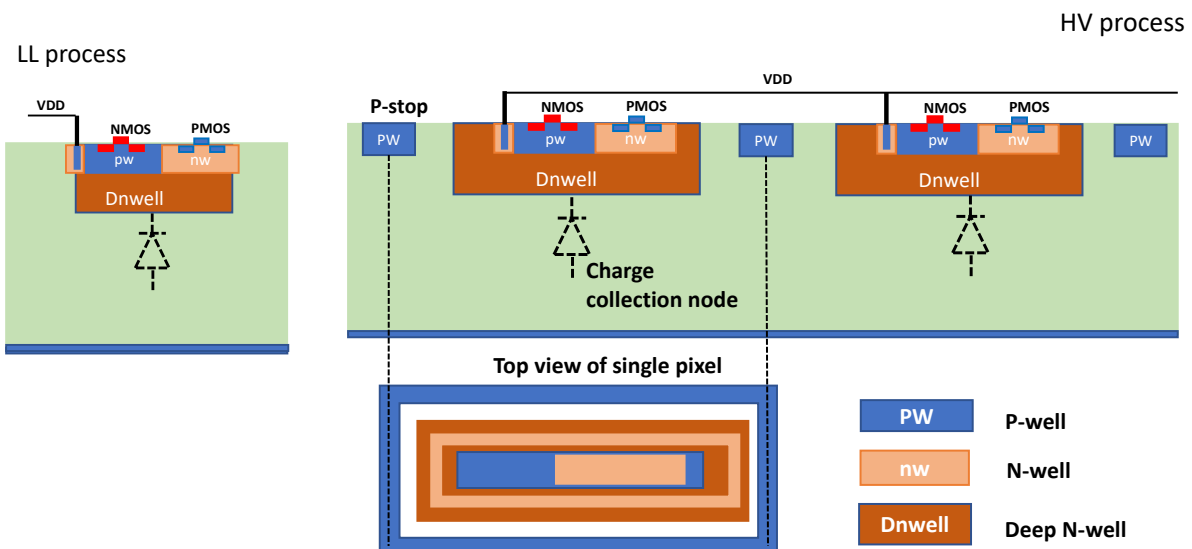 HV process
LL process
VDD
VDD
P-stop
NMOS
PMOS
NMOS
PMOS
NMOS
PMOS
PW
pw
nw
PW
pw
nw
PW
pw
nw
Dnwell
Dnwell
Dnwell
Charge
collection node
Top view of single pixel
PW
P-well
nw
N-well
Dnwell
Deep N-well